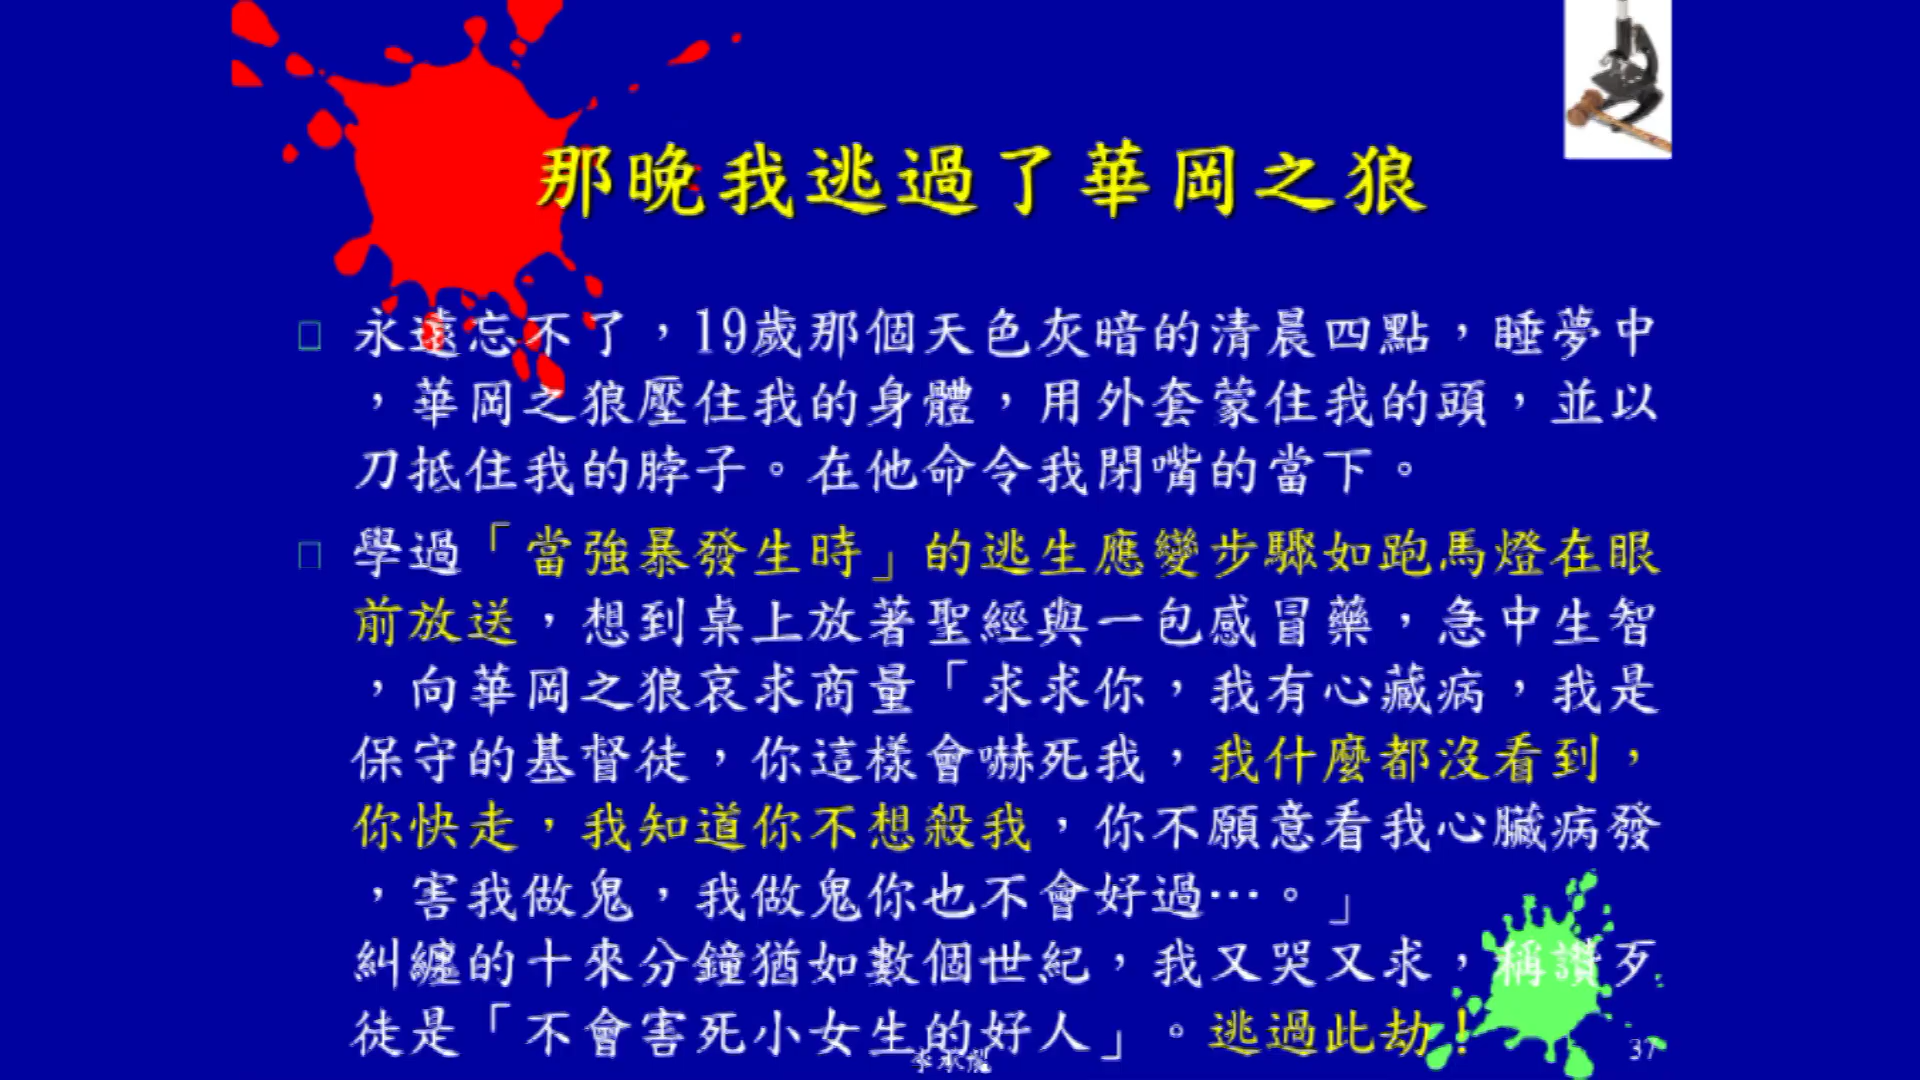 那晚我逃過了華岡之狼
永遠忘不了，19歲那個天色灰暗的清晨四點，睡夢中
，華岡之狼壓住我的身體，用外套蒙住我的頭，並以
刀抵住我的脖子。在他命令我閉嘴的當下。
學過「當強暴發生時」的逃生應變步驟如跑馬燈在眼
前放送，想到桌上放著聖經與一包感冒藥，急中生智
，向華岡之狼哀求商量「求求你，我有心藏病，我是
保守的基督徒，你這樣會嚇死我，我什麼都沒看到，
你快走，我知道你不想殺我，你不願意看我心臟病發
，害我做鬼，我做鬼你也不會好過…。」
糾纏的十來分鐘猶如數個世紀，我又哭又求，稱讚歹
徒是「不會害死小女生的好人」。逃過此劫！
李承龍
37